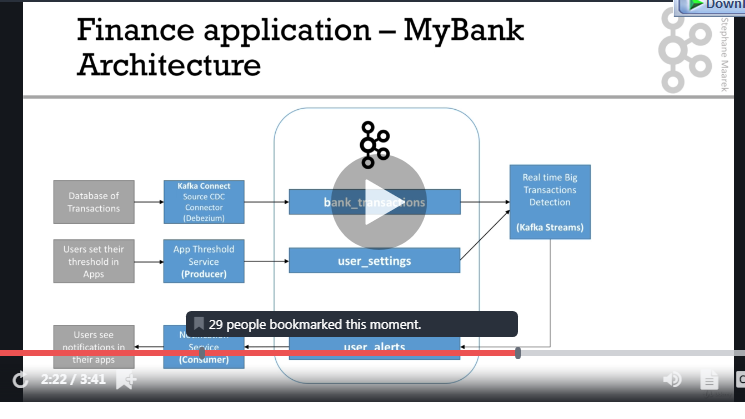 Downl
Finance application – MyBank
Architecture
Stephane Maarek
Database of
Transactions
Kafka Connect
Source CDC
Connector
(Debezium)
bank_transactions
Real time Big
Transactions
Detection
(Kafka Streams)
Users set their
threshold in
Apps
App Threshold
Service
(Producer)
user_settings
29 people bookmarked this moment.
Users see
notifications in
their apps
Service
(Consumer)
user_alerts
2:22 / 3:41